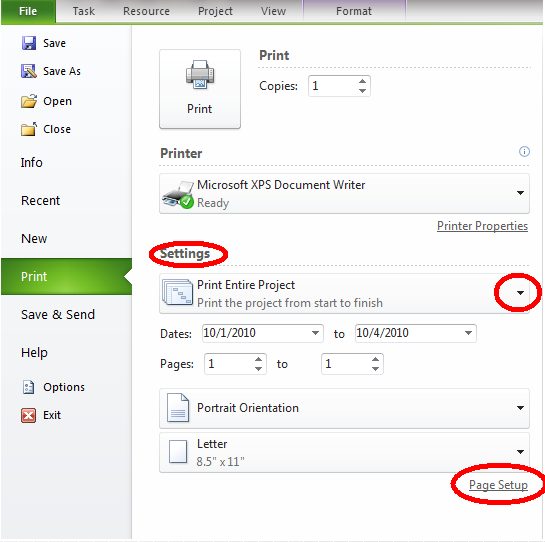 File Task Resource Project View Format
Save
Save As
Open
Close
Info
Recent
New
Print
Save & Send
Help
Options
Exit
Print
Print
Copies: 1
Printer
Microsoft XPS Document Writer
Ready
Printer Properties
Settings
Print Entire Project
Print the project from start to finish
Dates: 10/1/2010 to 10/4/2010
Pages: 1 to 1
Portrait Orientation
Letter
8.5" x 11"
Page Setup